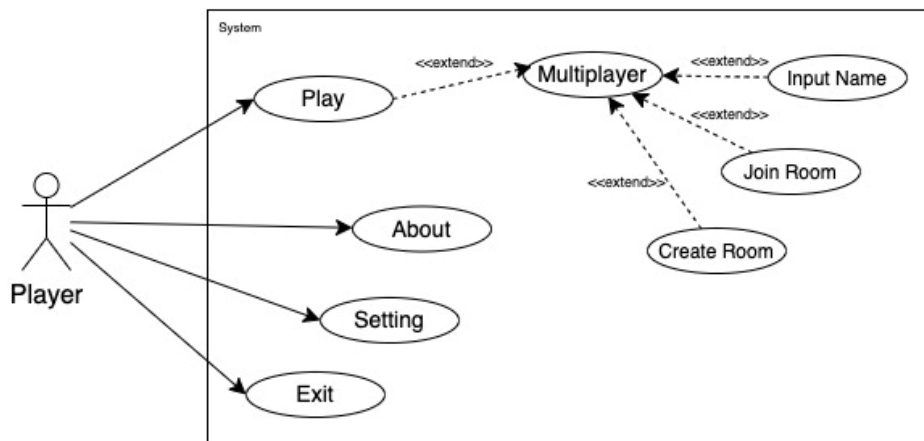 System
<<extend>>
Multiplayer
<<extend>>
Input Name
Play
<<extend>>
Join Room
<<extend>>
About
Create Room
Player
Setting
Exit